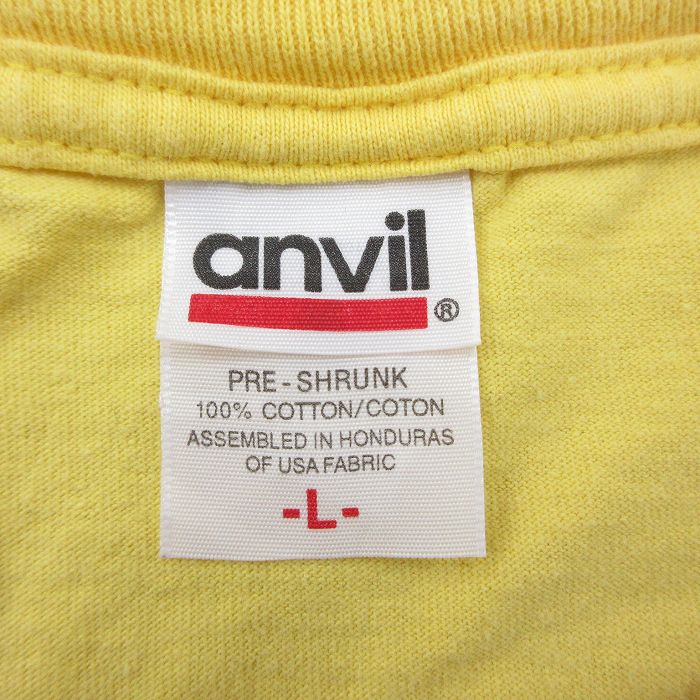 anvil
®
PRE-SHRUNK
100% COTTON/COTON
ASSEMBLED IN HONDURAS
OF USA FABRIC
-L-